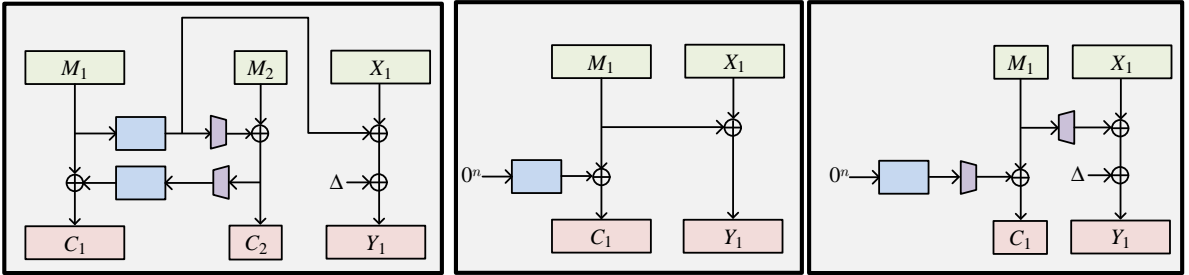 M₁ M₂ X₁
Δ
C₁ C₂ Y₁
M₁ X₁
0ⁿ
C₁ Y₁
M₁ X₁
0ⁿ Δ
C₁ Y₁